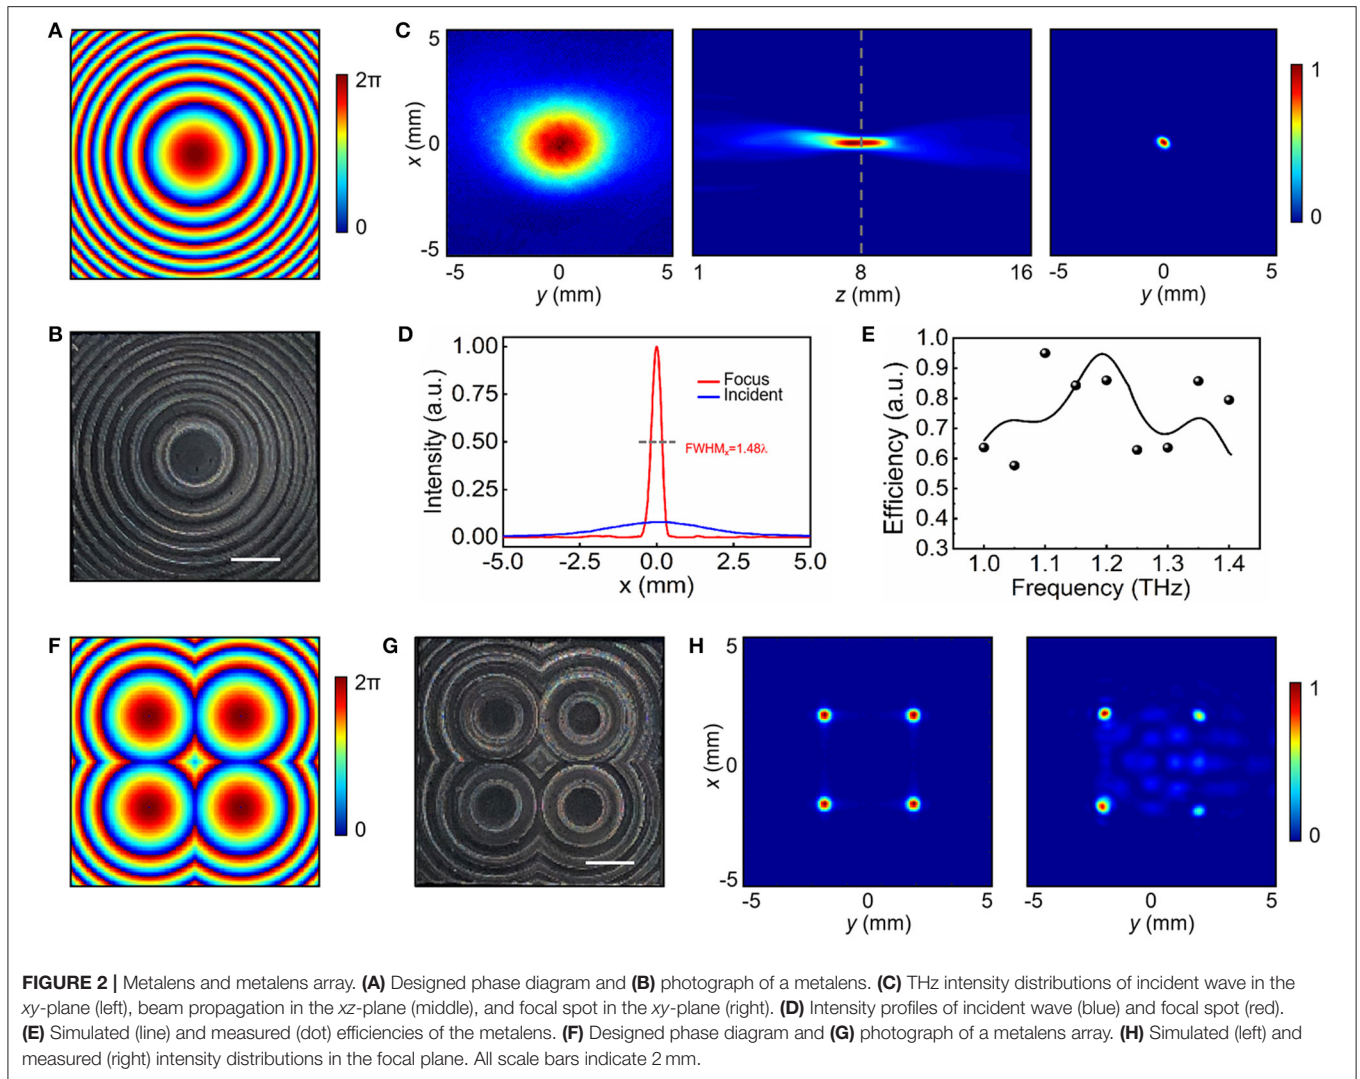 A
2π
0
C
5
0
-5
x (mm)
-5 0 5
y (mm)
1 8 16
z (mm)
-5 0 5
y (mm)
1
0
B
D
1.00
0.75
0.50
0.25
0.00
Intensity (a.u.)
Focus
Incident
FWHMx=1.48λ
-5.0 -2.5 0.0 2.5 5.0
x (mm)
E
1.0
0.9
0.8
0.7
0.6
0.5
0.4
0.3
Efficiency (a.u.)
1.0 1.1 1.2 1.3 1.4
Frequency (THz)
F
2π
0
G
H
5
0
-5
x (mm)
-5 0 5
y (mm)
-5 0 5
y (mm)
1
0
FIGURE 2 | Metalens and metalens array. (A) Designed phase diagram and (B) photograph of a metalens. (C) THz intensity distributions of incident wave in the
xy-plane (left), beam propagation in the xz-plane (middle), and focal spot in the xy-plane (right). (D) Intensity profiles of incident wave (blue) and focal spot (red).
(E) Simulated (line) and measured (dot) efficiencies of the metalens. (F) Designed phase diagram and (G) photograph of a metalens array. (H) Simulated (left) and
measured (right) intensity distributions in the focal plane. All scale bars indicate 2 mm.